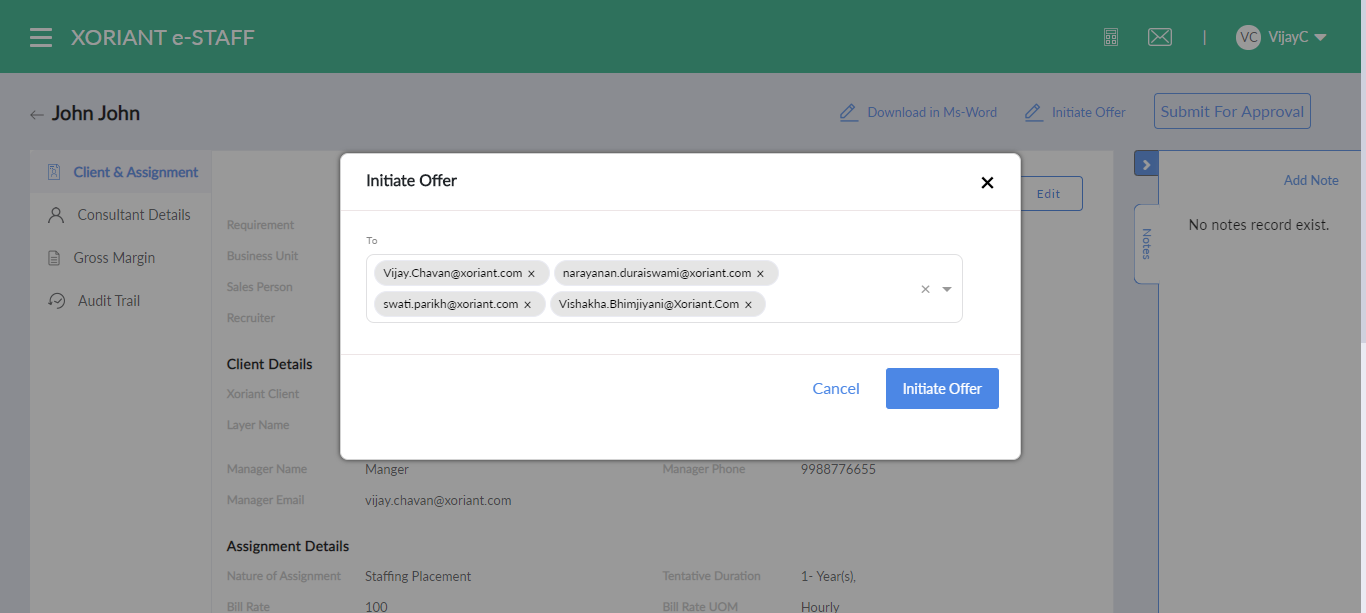 XORIANT e-STAFF
VC VijayC
John John
Download in Ms-Word
Initiate Offer
Submit For Approval
Client & Assignment
Consultant Details
Gross Margin
Audit Trail
Initiate Offer
To
Vijay.Chavan@xoriant.com × narayanan.duraiswami@xoriant.com ×
swati.parikh@xoriant.com × Vishakha.Bhimjiyani@Xoriant.Com ×
Cancel
Initiate Offer
Edit
Requirement
Business Unit
Sales Person
Recruiter
Client Details
Xoriant Client
Layer Name
Manager Name Manger Manager Phone 9988776655
Manager Email vijay.chavan@xoriant.com
Assignment Details
Nature of Assignment Staffing Placement Tentative Duration 1- Year(s),
Bill Rate 100 Bill Rate UOM Hourly
Add Note
Notes
No notes record exist.